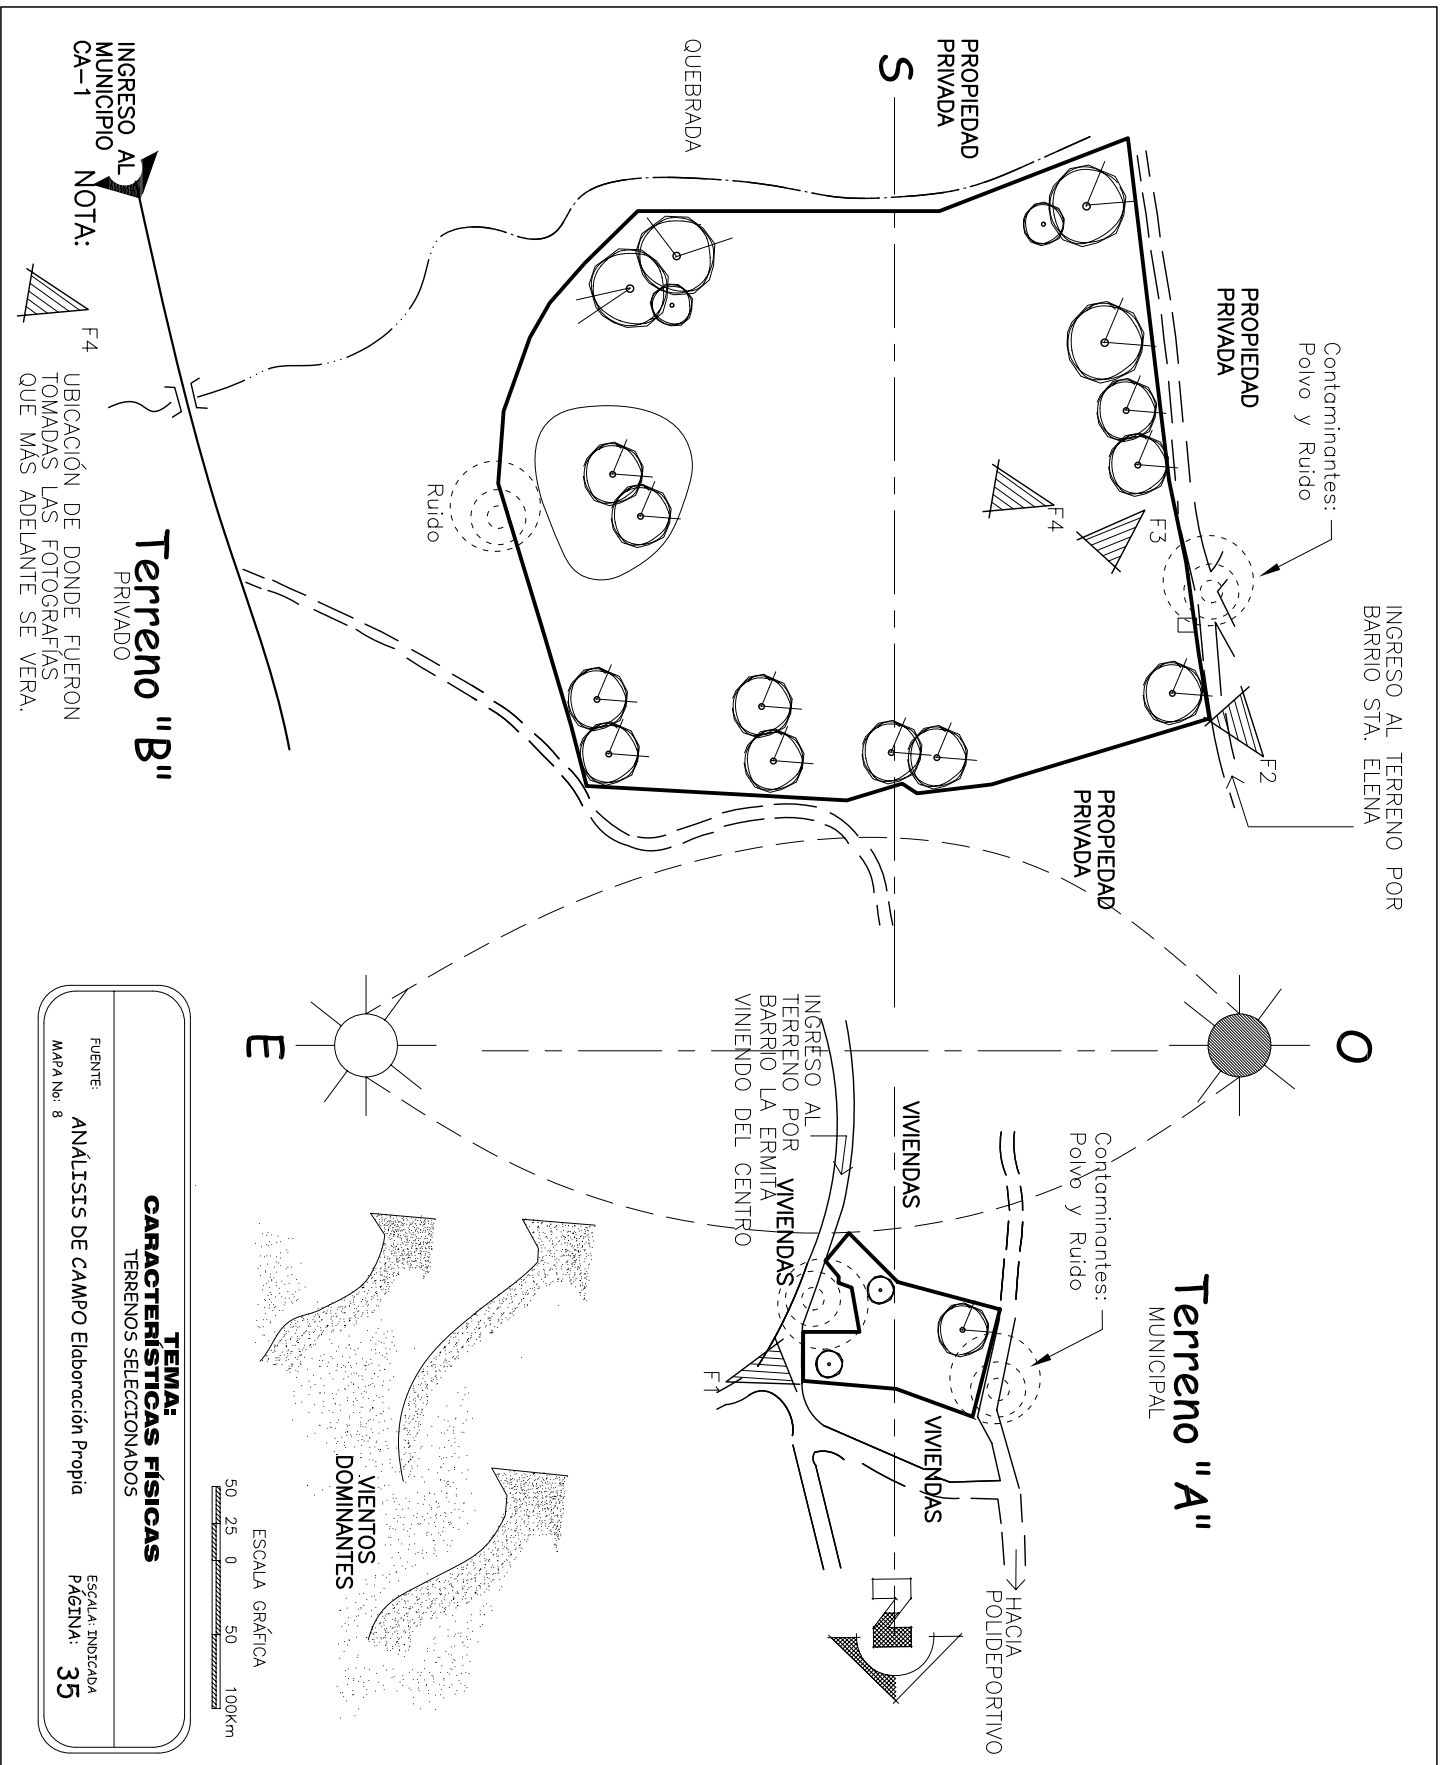 INGRESO AL TERRENO POR
BARRIO STA. ELENA
Contaminantes:
Polvo y Ruido
PROPIEDAD
PRIVADA
PROPIEDAD
PRIVADA
S
QUEBRADA
F2
F3
F4
PROPIEDAD
PRIVADA
Ruido
INGRESO AL
MUNICIPIO
CA-1
Terreno "B"
PRIVADO
NOTA:
F4
UBICACIÓN DE DONDE FUERON
TOMADAS LAS FOTOGRAFÍAS
QUE MÁS ADELANTE SE VERA.
O
E
Terreno "A"
MUNICIPAL
Contaminantes:
Polvo y Ruido
HACIA
POLIDEPORTIVO
VIVIENDAS
VIVIENDAS
VIVIENDAS
INGRESO AL
TERRENO POR
BARRIO LA ERMITA
VINIENDO DEL CENTRO
F1
N
VIENTOS
DOMINANTES
ESCALA GRÁFICA
50 25 0 50 100Km
TEMA:
CARACTERÍSTICAS FÍSICAS
TERRENOS SELECCIONADOS
FUENTE: ANÁLISIS DE CAMPO Elaboración Propia
MAPA No: 8
ESCALA: INDICADA
PÁGINA: 35